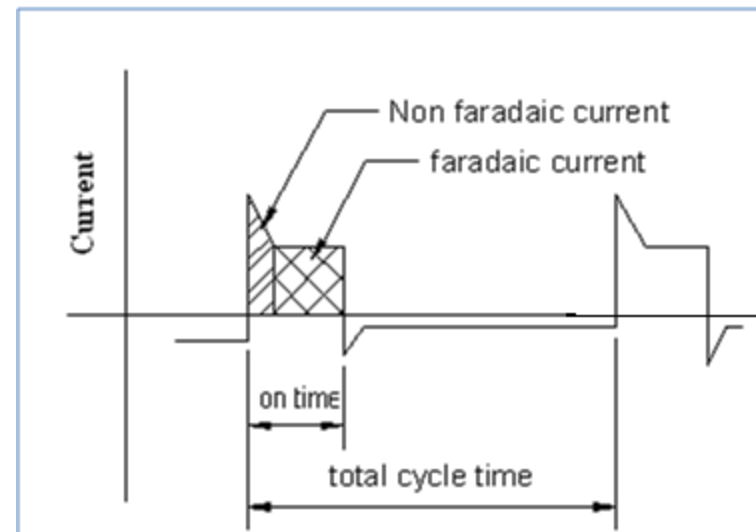 Non faradaic current
faradaic current
Current
on time
total cycle time